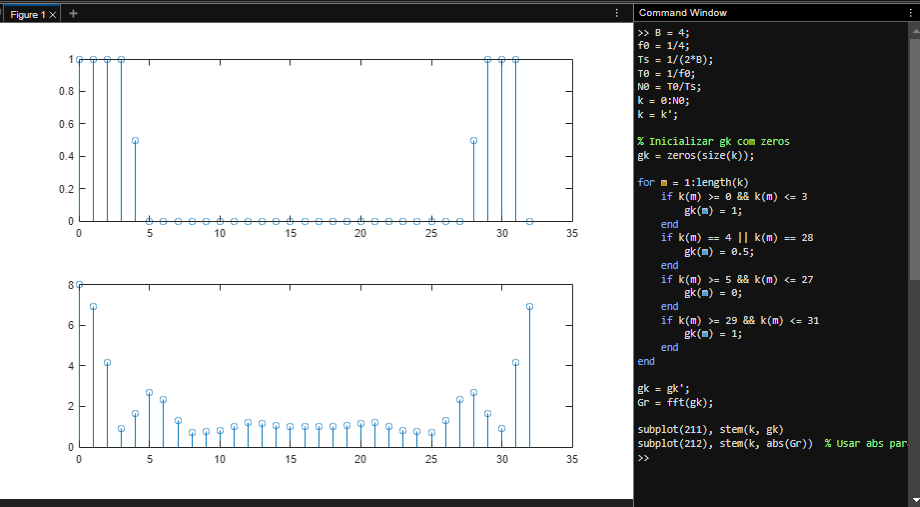 Figure 1 × +
Command Window
1
0.8
0.6
0.4
0.2
0
0 5 10 15 20 25 30 35
8
6
4
2
0
0 5 10 15 20 25 30 35
>> B = 4;
f0 = 1/4;
Ts = 1/(2*B);
T0 = 1/f0;
N0 = T0/Ts;
k = 0:N0;
k = k';
% Inicializar gk com zeros
gk = zeros(size(k));
for m = 1:length(k)
if k(m) >= 0 && k(m) <= 3
gk(m) = 1;
end
if k(m) == 4 || k(m) == 28
gk(m) = 0.5;
end
if k(m) >= 5 && k(m) <= 27
gk(m) = 0;
end
if k(m) >= 29 && k(m) <= 31
gk(m) = 1;
end
end
gk = gk';
Gr = fft(gk);
subplot(211), stem(k, gk)
subplot(212), stem(k, abs(Gr)) % Usar abs par
>>